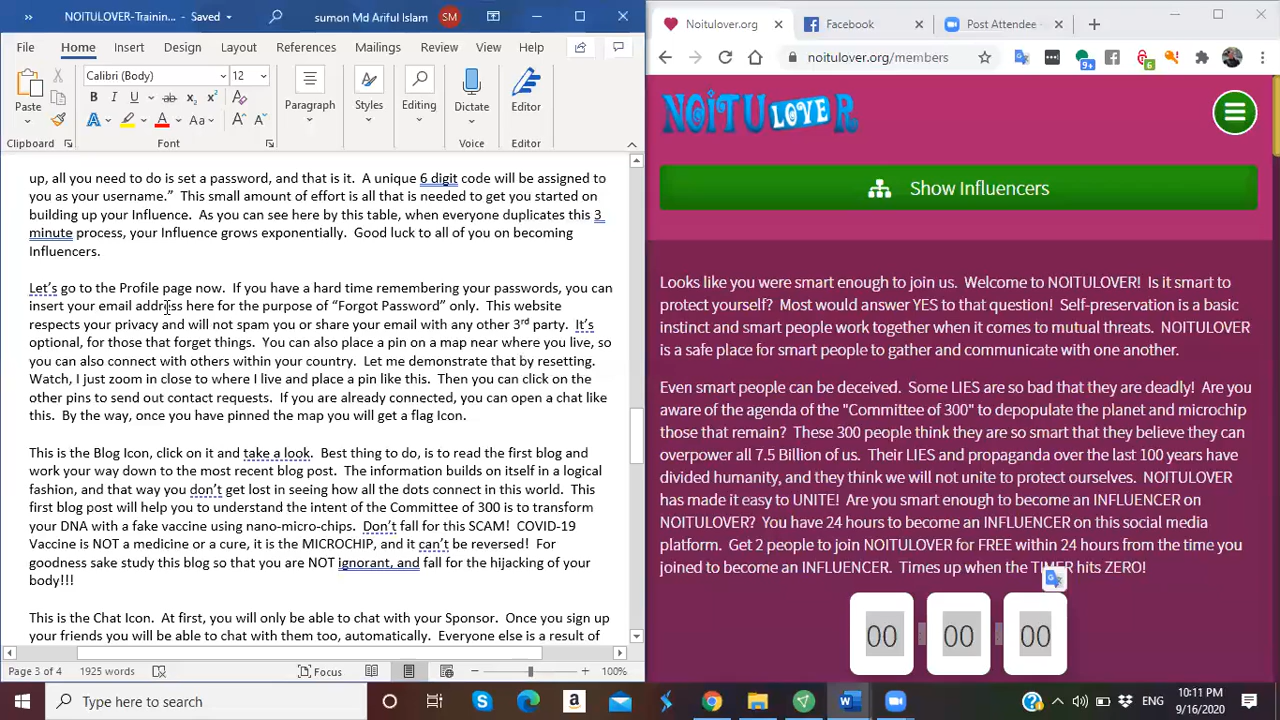 NOITULOVER-Trainin... - Saved
sumon Md Ariful Islam
SM
File Home Insert Design Layout References Mailings Review View Help
Paste
Calibri (Body)
12
Paragraph
Styles
Editing
Dictate
Editor
Clipboard
Font
Voice
Editor
up, all you need to do is set a password, and that is it. A unique 6 digit code will be assigned to
you as your username.” This small amount of effort is all that is needed to get you started on
building up your Influence. As you can see here by this table, when everyone duplicates this 3
minute process, your Influence grows exponentially. Good luck to all of you on becoming
Influencers.
Let’s go to the Profile page now. If you have a hard time remembering your passwords, you can
insert your email address here for the purpose of “Forgot Password” only. This website
respects your privacy and will not spam you or share your email with any other 3rd party. It’s
optional, for those that forget things. You can also place a pin on a map near where you live, so
you can also connect with others within your country. Let me demonstrate that by resetting.
Watch, I just zoom in close to where I live and place a pin like this. Then you can click on the
other pins to send out contact requests. If you are already connected, you can open a chat like
this. By the way, once you have pinned the map you will get a flag Icon.
This is the Blog Icon, click on it and take a look. Best thing to do, is to read the first blog and
work your way down to the most recent blog post. The information builds on itself in a logical
fashion, and that way you don’t get lost in seeing how all the dots connect in this world. This
first blog post will help you to understand the intent of the Committee of 300 is to transform
your DNA with a fake vaccine using nano-micro-chips. Don’t fall for this SCAM! COVID-19
Vaccine is NOT a medicine or a cure, it is the MICROCHIP, and it can’t be reversed! For
goodness sake study this blog so that you are NOT ignorant, and fall for the hijacking of your
body!!!
This is the Chat Icon. At first, you will only be able to chat with your Sponsor. Once you sign up
your friends you will be able to chat with them too, automatically. Everyone else is a result of
Page 3 of 4 1925 words
Focus
100%
Noitulover.org
Facebook
Post Attendee -
noitulover.org/members
9+
6
NOiTULOVER
Show Influencers
Looks like you were smart enough to join us. Welcome to NOITULOVER! Is it smart to
protect yourself? Most would answer YES to that question! Self-preservation is a basic
instinct and smart people work together when it comes to mutual threats. NOITULOVER
is a safe place for smart people to gather and communicate with one another.
Even smart people can be deceived. Some LIES are so bad that they are deadly! Are you
aware of the agenda of the "Committee of 300" to depopulate the planet and microchip
those that remain? These 300 people think they are so smart that they believe they can
overpower all 7.5 Billion of us. Their LIES and propaganda over the last 100 years have
divided humanity, and they think we will not unite to protect ourselves. NOITULOVER
has made it easy to UNITE! Are you smart enough to become an INFLUENCER on
NOITULOVER? You have 24 hours to become an INFLUENCER on this social media
platform. Get 2 people to join NOITULOVER for FREE within 24 hours from the time you
joined to become an INFLUENCER. Times up when the TIMER hits ZERO!
00 : 00 : 00
Type here to search
ENG
10:11 PM
9/16/2020